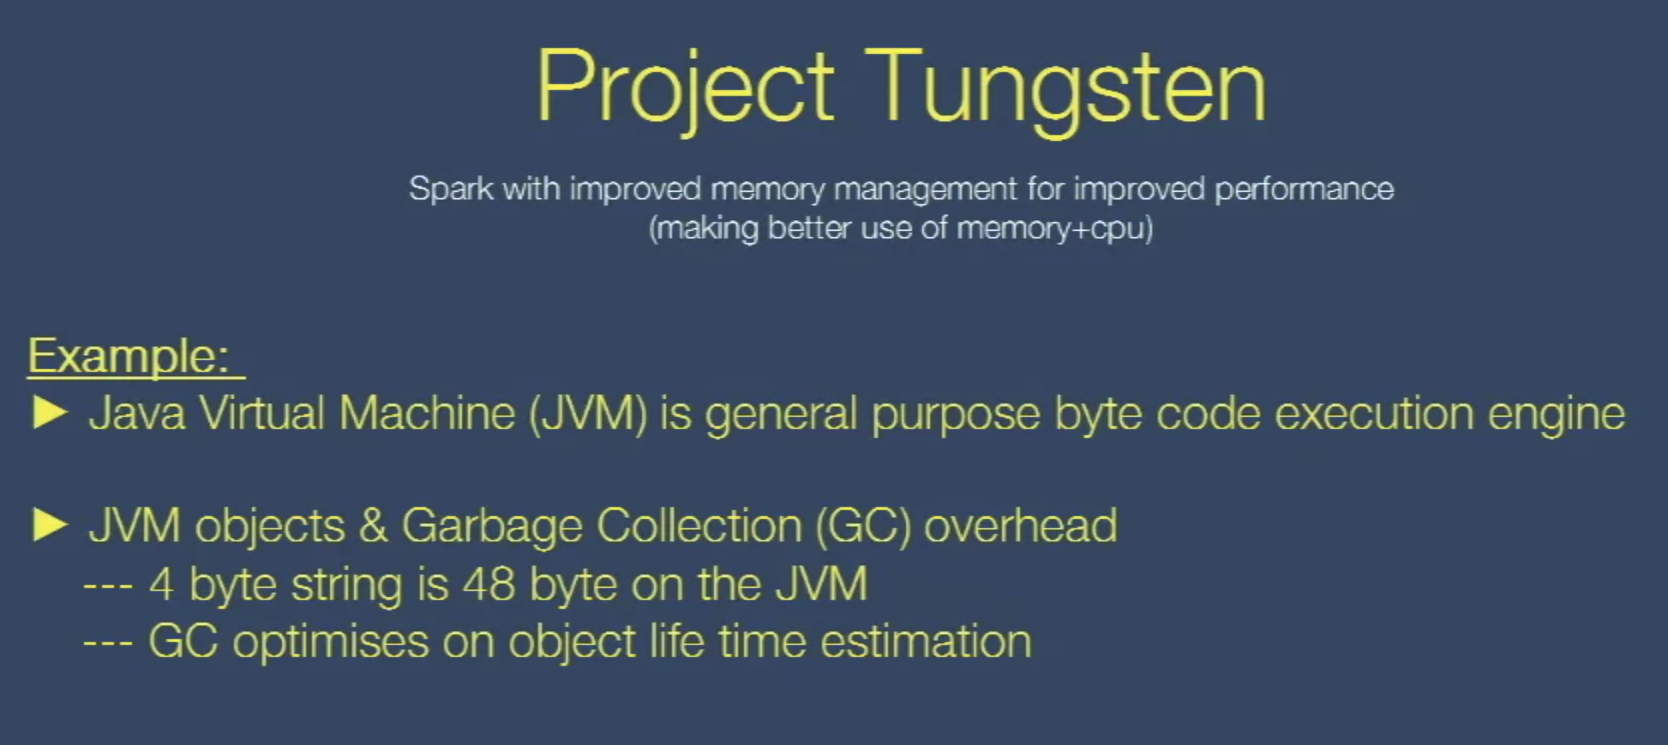 Project Tungsten
Spark with improved memory management for improved performance
(making better use of memory+cpu)
Example:
► Java Virtual Machine (JVM) is general purpose byte code execution engine
► JVM objects & Garbage Collection (GC) overhead
--- 4 byte string is 48 byte on the JVM
--- GC optimises on object life time estimation